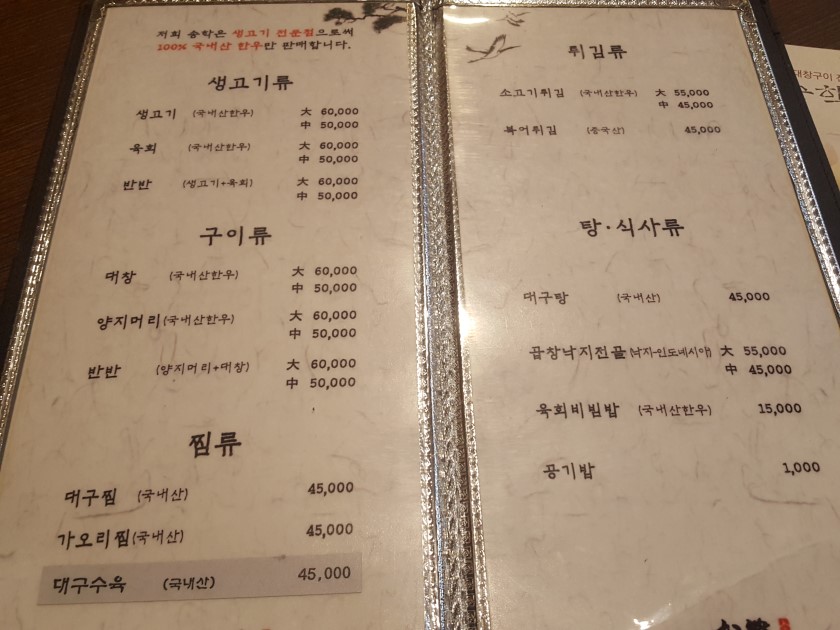 저희 송학은 생고기 전문점으로써
100% 국내산 한우만 판매합니다.
생고기류
생고기 (국내산한우) 大 60,000
中 50,000
육회 (국내산한우) 大 60,000
中 50,000
반반 (생고기+육회) 大 60,000
中 50,000
구이류
대창 (국내산한우) 大 60,000
中 50,000
양지머리(국내산한우) 大 60,000
中 50,000
반반 (양지머리+대창) 大 60,000
中 50,000
찜류
대구찜 (국내산) 45,000
가오리찜(국내산) 45,000
대구수육 (국내산) 45,000
튀김류
소고기튀김 (국내산한우) 大 55,000
中 45,000
복어튀김 (중국산) 45,000
탕·식사류
대구탕 (국내산) 45,000
곱창낙지전골(낙지-인도네시아) 大 55,000
中 45,000
육회비빔밥 (국내산한우) 15,000
공기밥 1,000
대창구이